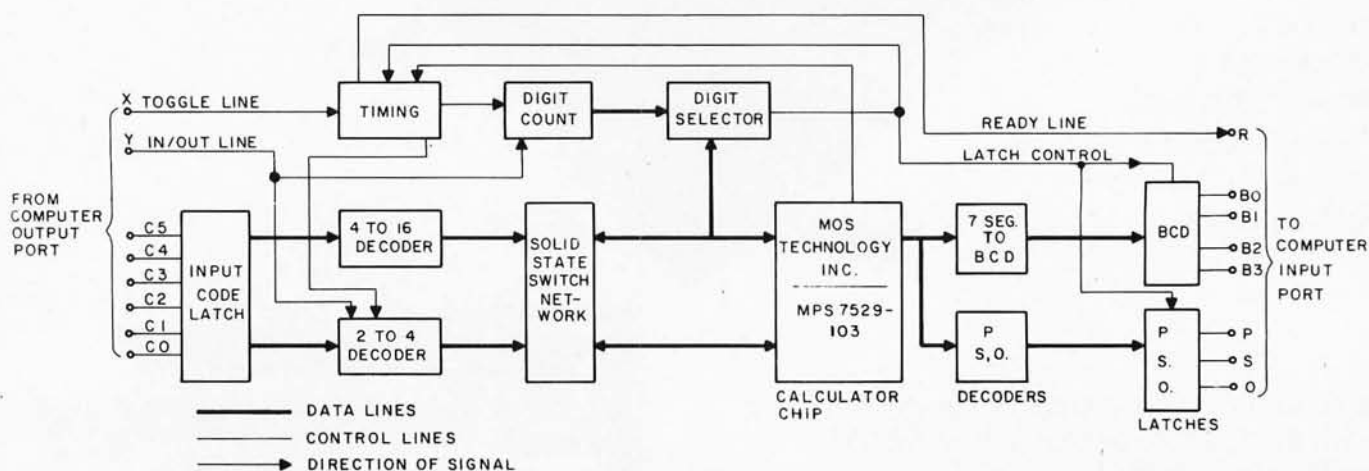 X TOGGLE LINE
Y IN/OUT LINE
FROM
COMPUTER
OUTPUT
PORT
C5
C4
C3
C2
C1
C0
INPUT
CODE
LATCH
TIMING
DIGIT
COUNT
DIGIT
SELECTOR
4 TO 16
DECODER
2 TO 4
DECODER
SOLID
STATE
SWITCH
NET-
WORK
MOS
TECHNOLOGY
INC.
MPS 7529-
103
CALCULATOR
CHIP
7 SEG.
TO
BCD
P
S,O.
DECODERS
READY LINE
LATCH CONTROL
BCD
P
S.
O.
LATCHES
R
B0
B1
B2
B3
P
S
O
TO
COMPUTER
INPUT
PORT
DATA LINES
CONTROL LINES
DIRECTION OF SIGNAL